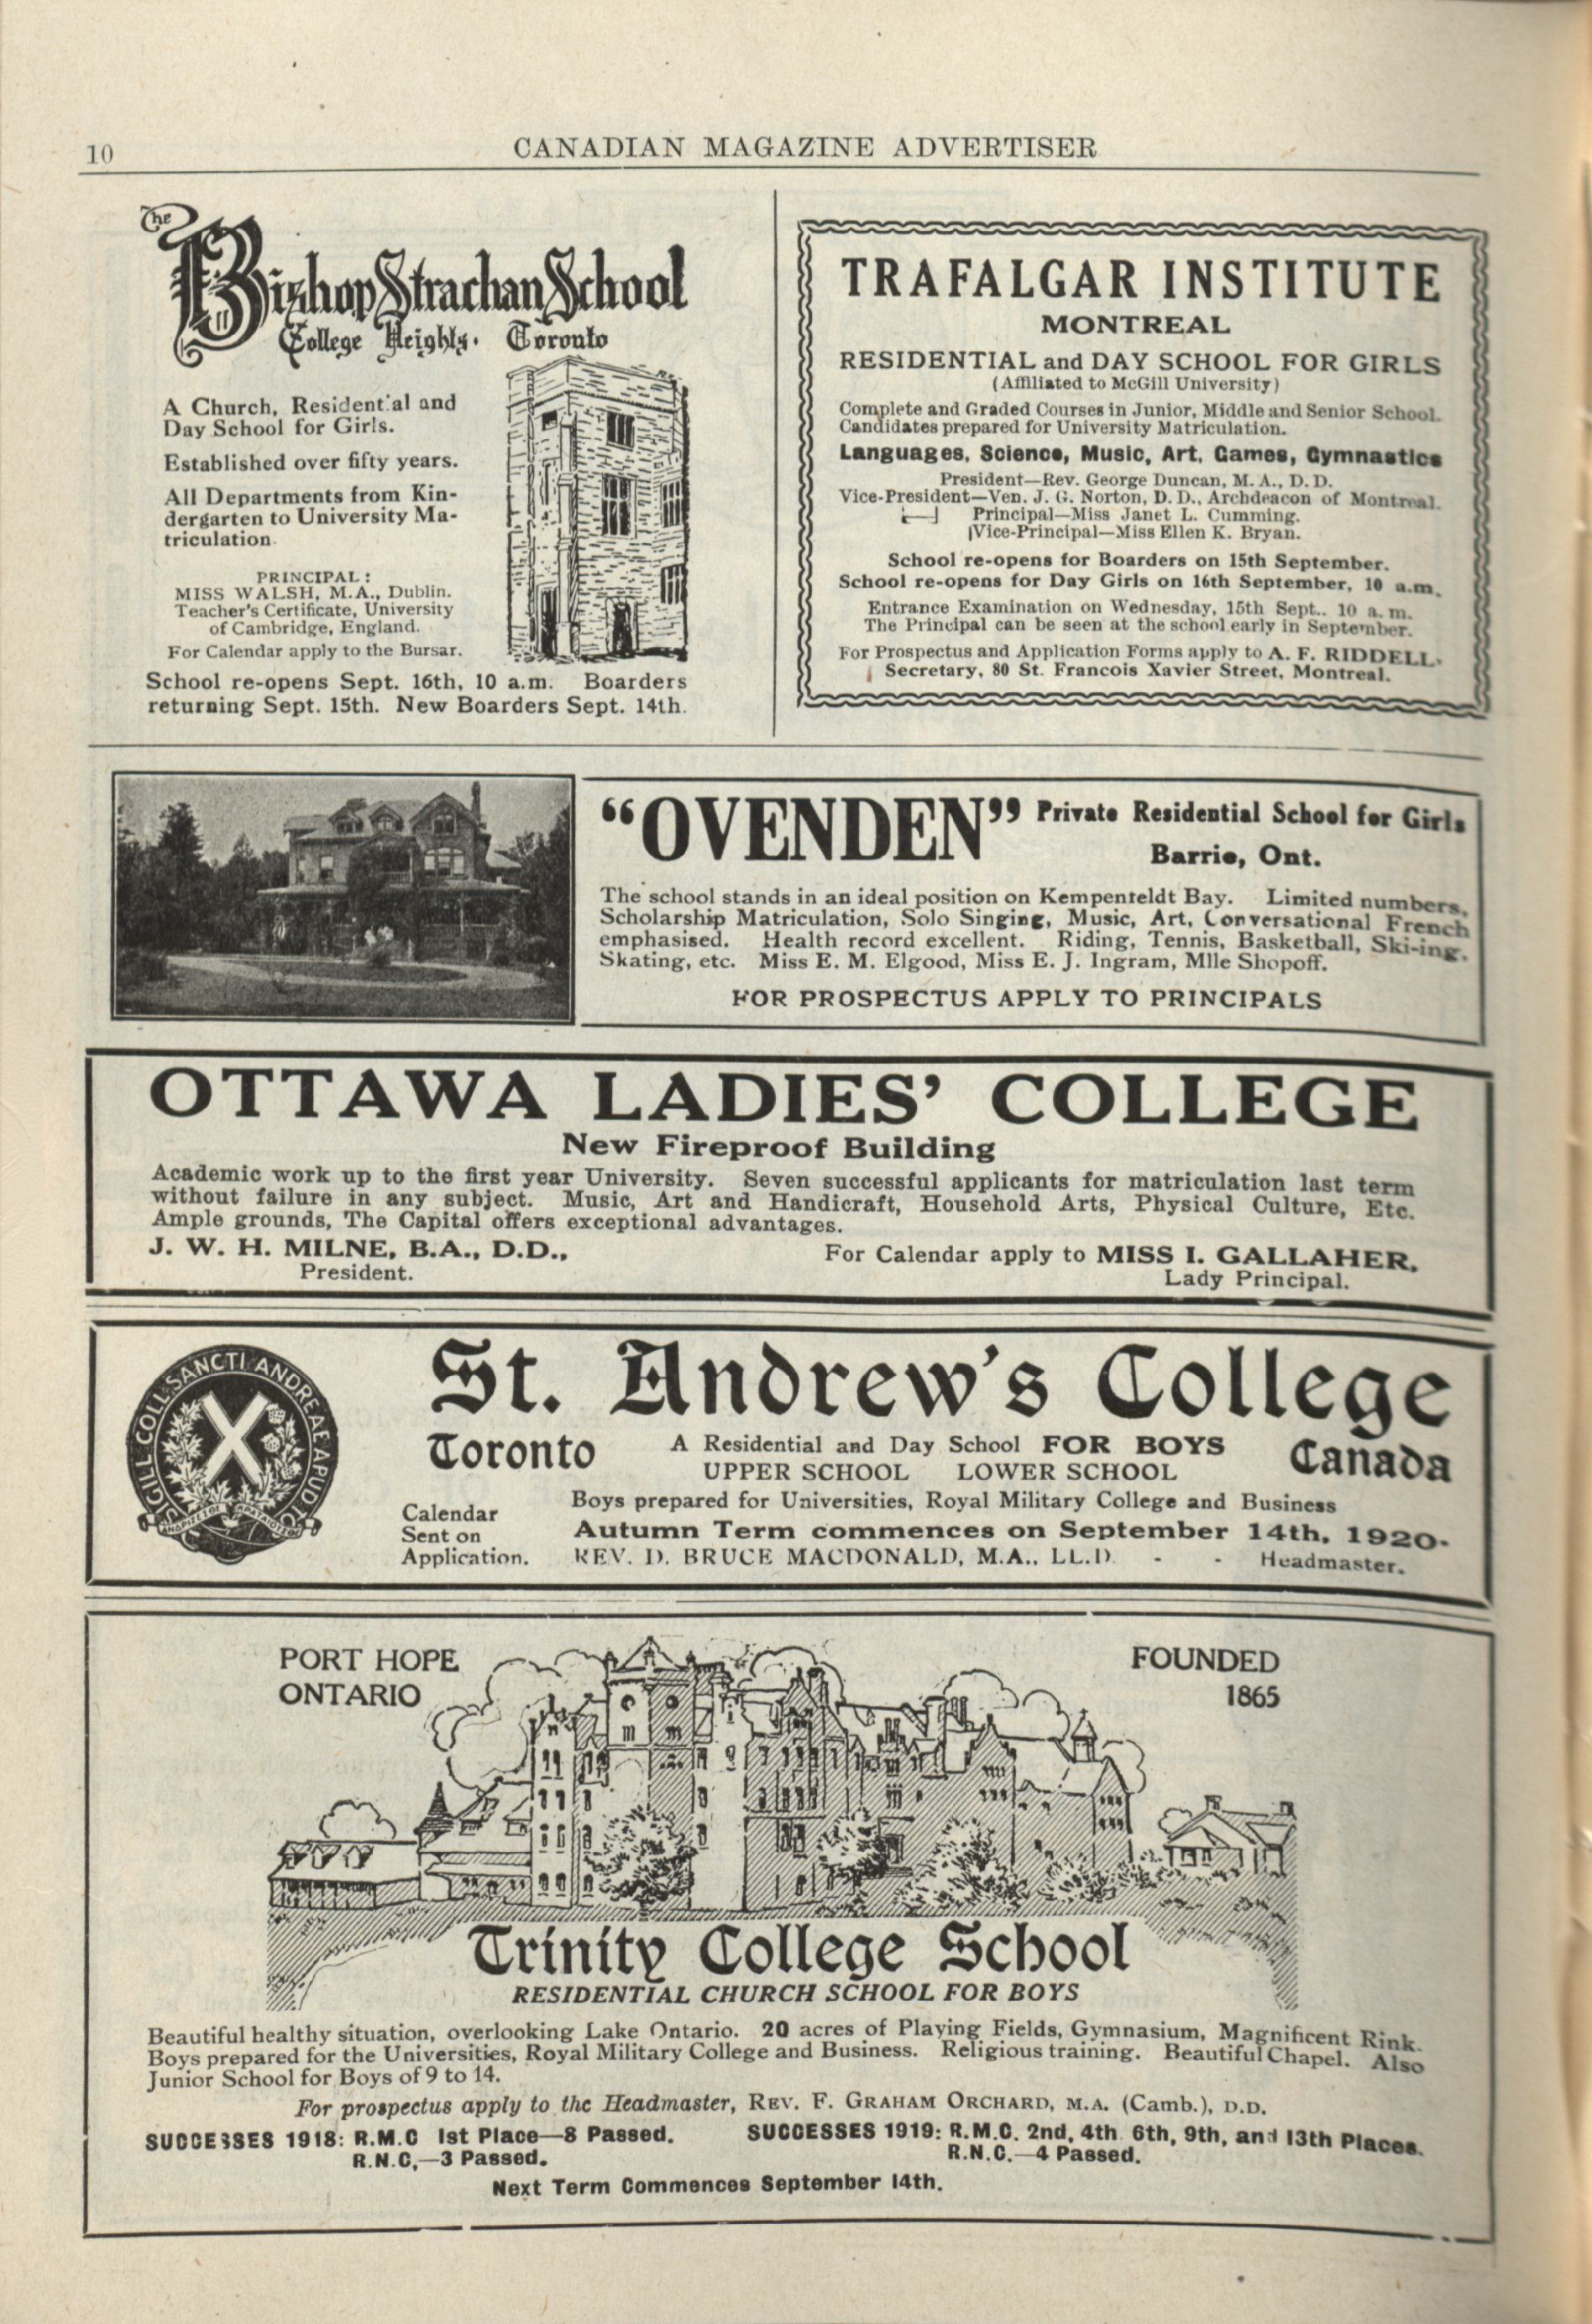 10
CANADIAN MAGAZINE ADVERTISER
The
Bishop Strachan School
College Heights. Toronto
A Church, Residential and
Day School for Girls.
Established over fifty years.
All Departments from Kin-
dergarten to University Ma-
triculation.
PRINCIPAL:
MISS WALSH, M.A., Dublin.
Teacher's Certificate, University
of Cambridge, England.
For Calendar apply to the Bursar.
School re-opens Sept. 16th, 10 a.m. Boarders
returning Sept. 15th. New Boarders Sept. 14th.
TRAFALGAR INSTITUTE
MONTREAL
RESIDENTIAL and DAY SCHOOL FOR GIRLS
(Affiliated to McGill University)
Complete and Graded Courses in Junior, Middle and Senior School.
Candidates prepared for University Matriculation.
Languages, Science, Music, Art, Games, Gymnastics
President—Rev. George Duncan, M. A., D. D.
Vice-President—Ven. J. G. Norton, D. D., Archdeacon of Montreal.
Principal—Miss Janet L. Cumming.
Vice-Principal—Miss Ellen K. Bryan.
School re-opens for Boarders on 15th September.
School re-opens for Day Girls on 16th September, 10 a.m.
Entrance Examination on Wednesday, 15th Sept.. 10 a. m.
The Principal can be seen at the school early in September.
For Prospectus and Application Forms apply to A. F. RIDDELL.
Secretary, 80 St. Francois Xavier Street, Montreal.
"OVENDEN" Private Residential School for Girls
Barrie, Ont.
The school stands in an ideal position on Kempenfeldt Bay. Limited numbers.
Scholarship Matriculation, Solo Singing, Music, Art, Conversational French
emphasised. Health record excellent. Riding, Tennis, Basketball, Ski-ing.
Skating, etc. Miss E. M. Elgood, Miss E. J. Ingram, Mlle Shopoff.
FOR PROSPECTUS APPLY TO PRINCIPALS
OTTAWA LADIES' COLLEGE
New Fireproof Building
Academic work up to the first year University. Seven successful applicants for matriculation last term
without failure in any subject. Music, Art and Handicraft, Household Arts, Physical Culture, Etc.
Ample grounds, The Capital offers exceptional advantages.
J. W. H. MILNE, B.A., D.D.,
President.
For Calendar apply to MISS I. GALLAHER,
Lady Principal.
SIGILL COLL SANCTI ANDREAE APUD TO
St. Andrew's College
Toronto
A Residential and Day School FOR BOYS
Canada
UPPER SCHOOL LOWER SCHOOL
Calendar
Sent on
Application.
Boys prepared for Universities, Royal Military College and Business
Autumn Term commences on September 14th, 1920.
REV. D. BRUCE MACDONALD, M.A., LL.D. - - Headmaster.
PORT HOPE
ONTARIO
FOUNDED
1865
Trinity College School
RESIDENTIAL CHURCH SCHOOL FOR BOYS
Beautiful healthy situation, overlooking Lake Ontario. 20 acres of Playing Fields, Gymnasium, Magnificent Rink.
Boys prepared for the Universities, Royal Military College and Business. Religious training. Beautiful Chapel. Also
Junior School for Boys of 9 to 14.
For prospectus apply to the Headmaster, REV. F. GRAHAM ORCHARD, M.A. (Camb.), D.D.
SUCCESSES 1918: R.M.C 1st Place—8 Passed.
R.N.C,—3 Passed.
SUCCESSES 1919: R.M.C. 2nd, 4th 6th, 9th, and 13th Places.
R.N.C.—4 Passed.
Next Term Commences September 14th.